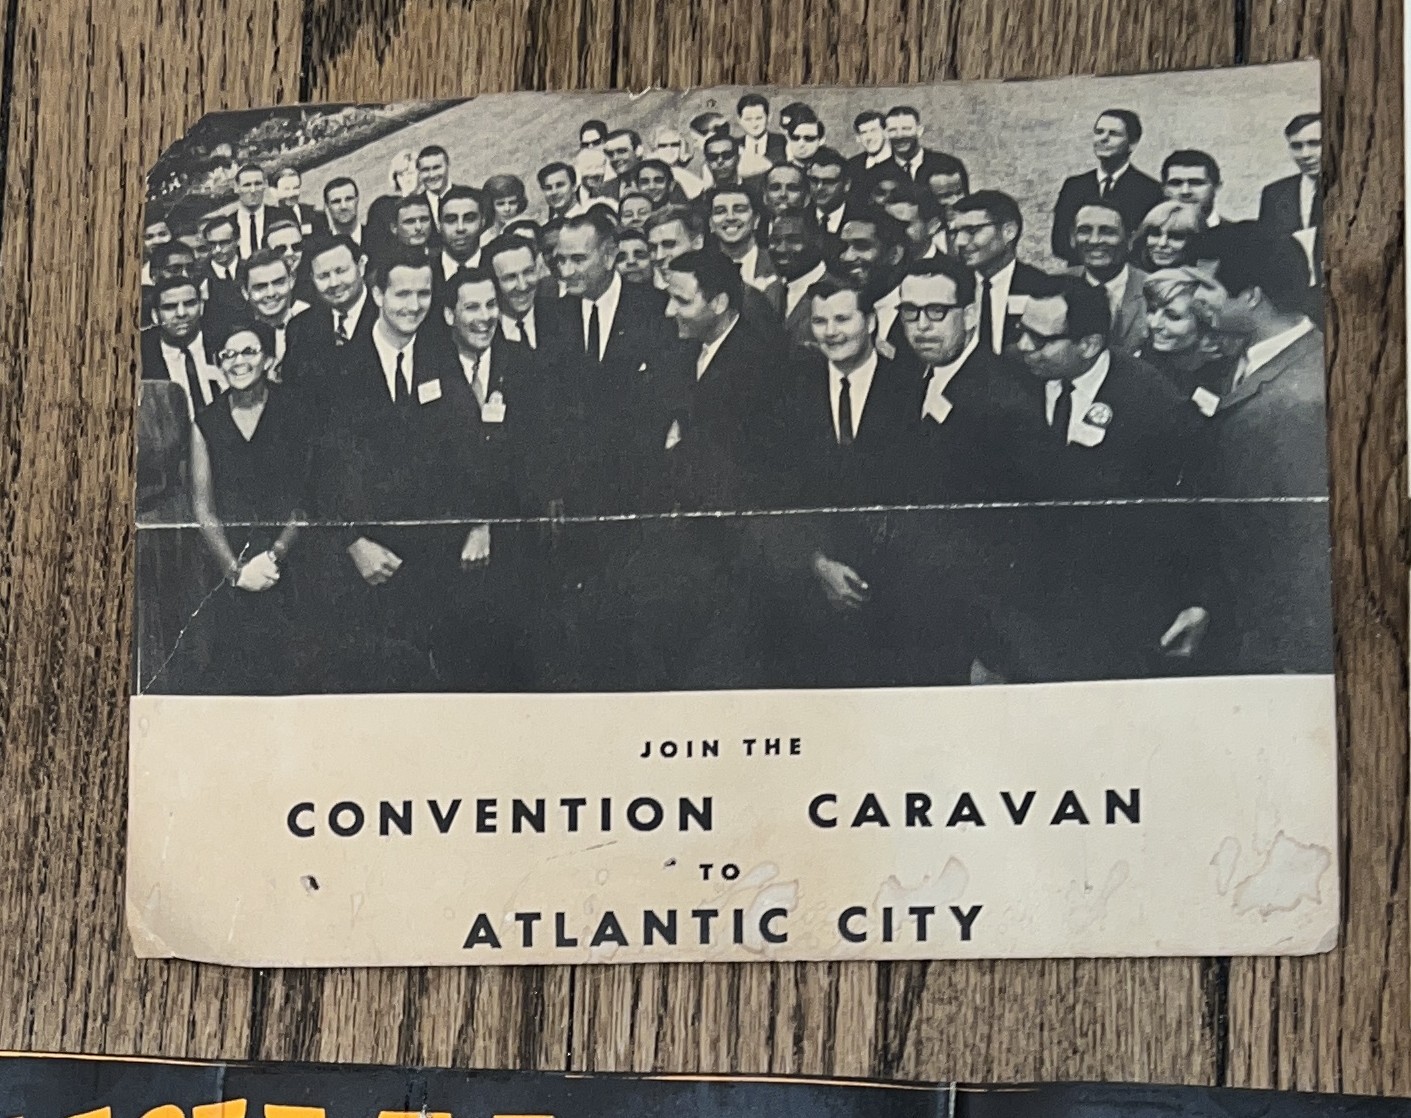 JOIN THE
CONVENTION CARAVAN
TO
ATLANTIC CITY